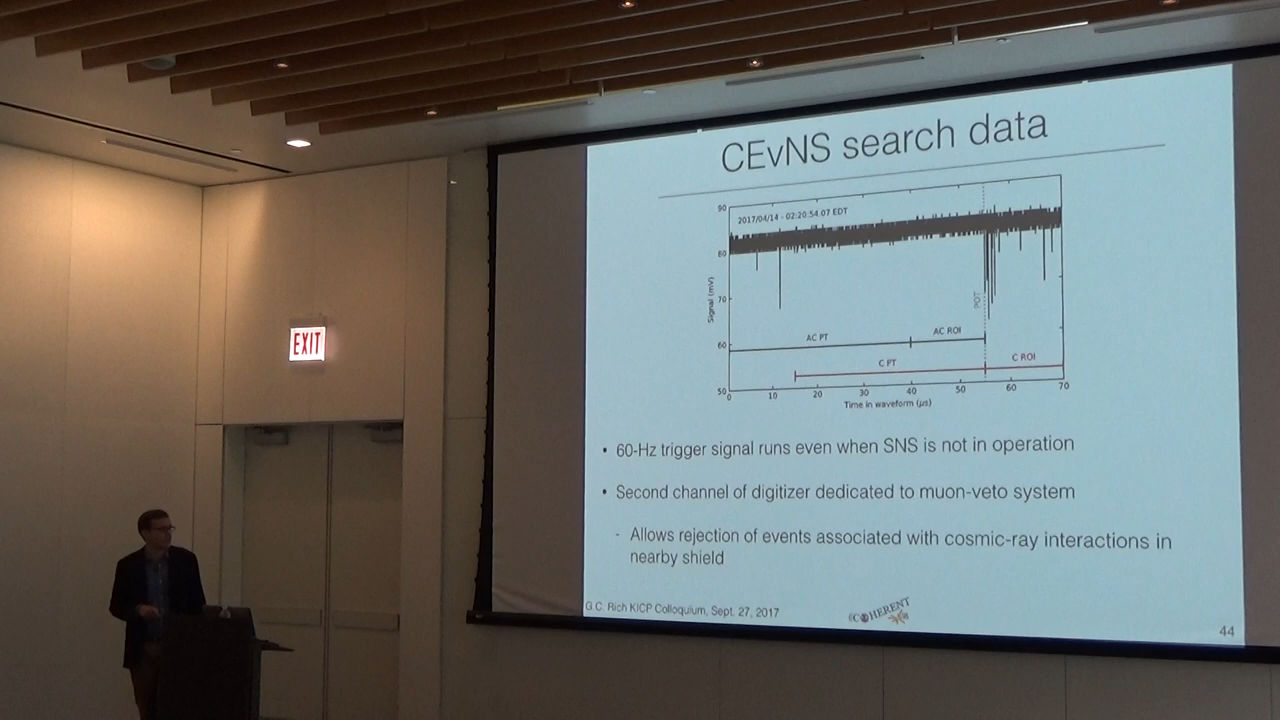 CEvNS search data
2017/04/14 - 02:20:54.07 EDT
90
80
70
60
50
Signal (mV)
POT
AC PT
AC ROI
C PT
C ROI
0
10
20
30
40
50
60
70
Time in waveform (µs)
EXIT
• 60-Hz trigger signal runs even when SNS is not in operation
• Second channel of digitizer dedicated to muon-veto system
- Allows rejection of events associated with cosmic-ray interactions in
nearby shield
G.C. Rich KICP Colloquium, Sept. 27, 2017
COHERENT
44